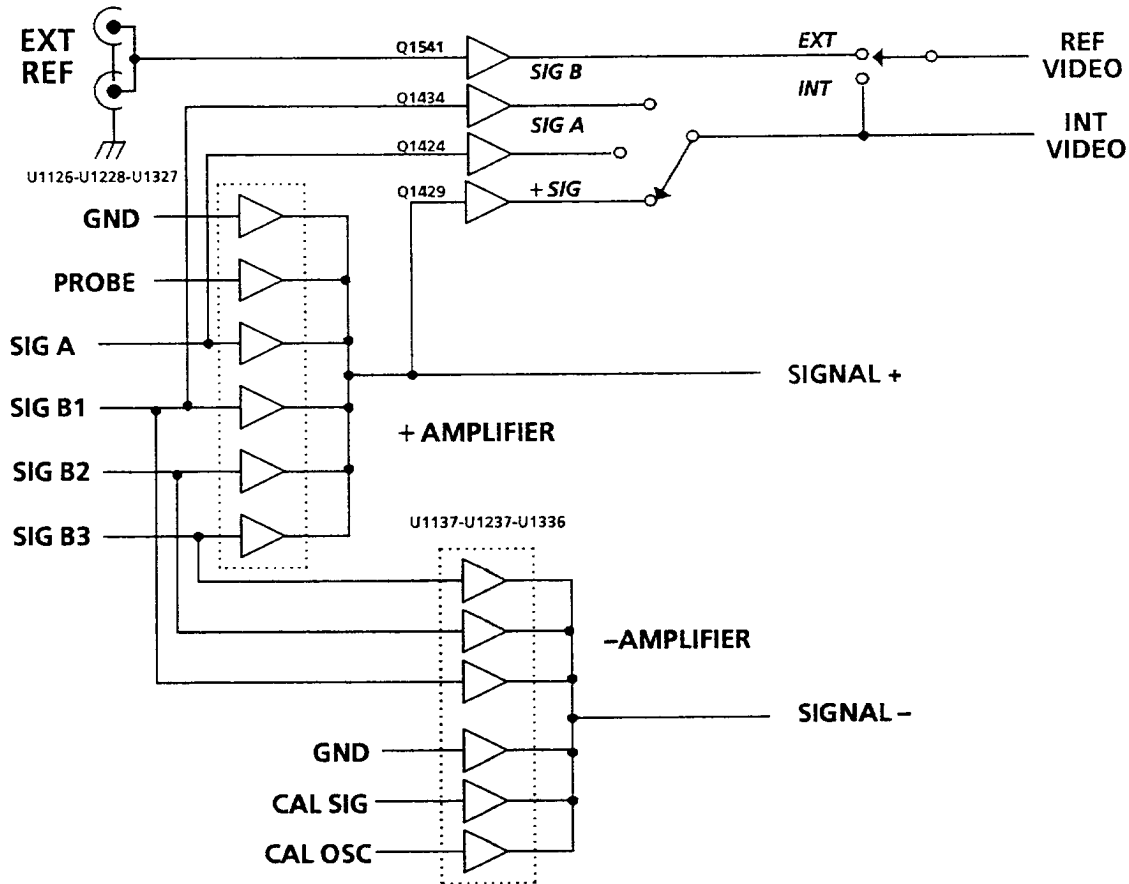 EXT
REF
Q1541
SIG B
EXT
REF
VIDEO
INT
Q1434
SIG A
Q1424
INT
VIDEO
Q1429
+ SIG
U1126-U1228-U1327
GND
PROBE
SIG A
SIGNAL +
SIG B1
+ AMPLIFIER
SIG B2
SIG B3
U1137-U1237-U1336
–AMPLIFIER
SIGNAL –
GND
CAL SIG
CAL OSC